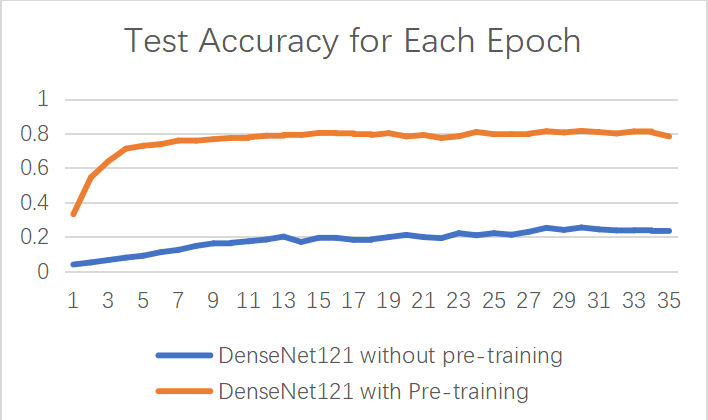 Test Accuracy for Each Epoch
1
0.8
0.6
0.4
0.2
0
1 3 5 7 9 11 13 15 17 19 21 23 25 27 29 31 33 35
DenseNet121 without pre-training
DenseNet121 with Pre-training